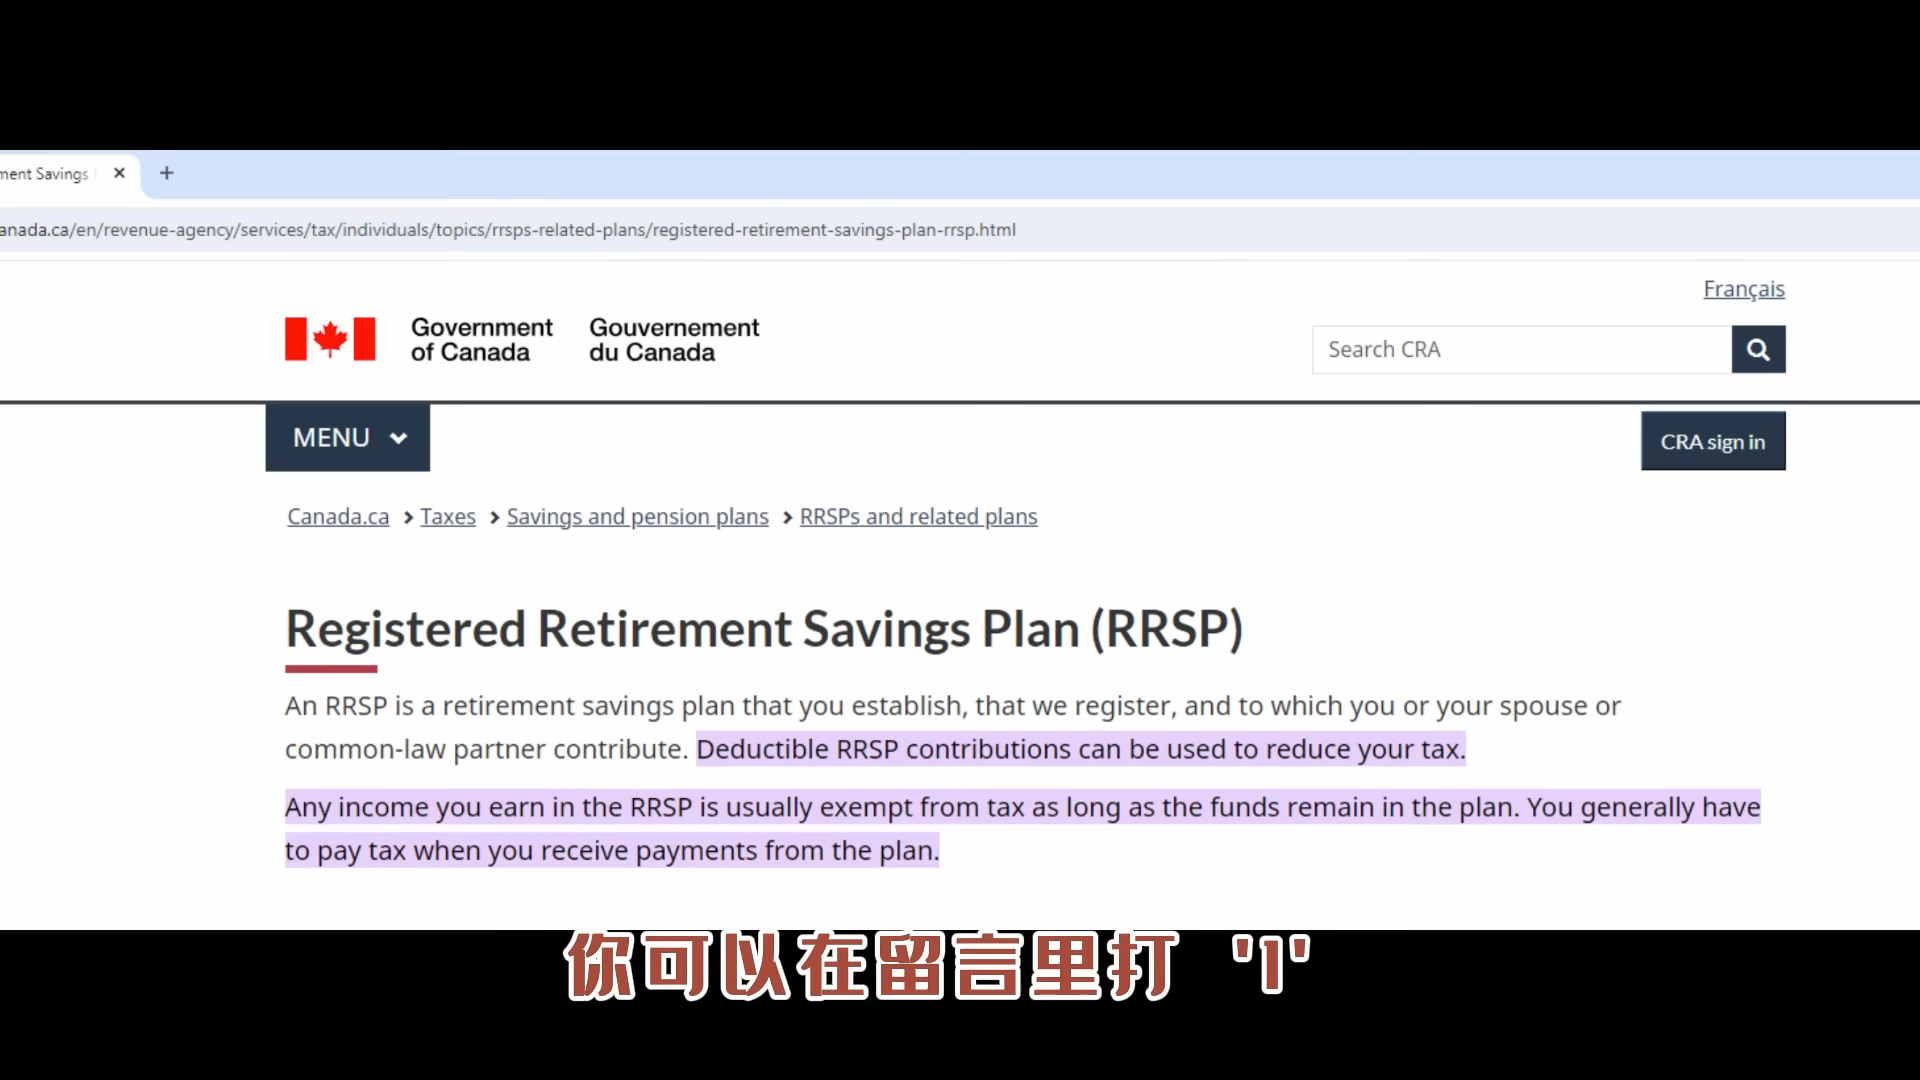 ment Savings
anada.ca/en/revenue-agency/services/tax/individuals/topics/rrsps-related-plans/registered-retirement-savings-plan-rrsp.html
Français
Government of Canada
Gouvernement du Canada
Search CRA
MENU
CRA sign in
Canada.ca > Taxes > Savings and pension plans > RRSPs and related plans
Registered Retirement Savings Plan (RRSP)
An RRSP is a retirement savings plan that you establish, that we register, and to which you or your spouse or
common-law partner contribute. Deductible RRSP contributions can be used to reduce your tax.
Any income you earn in the RRSP is usually exempt from tax as long as the funds remain in the plan. You generally have
to pay tax when you receive payments from the plan.
你可以在留言里打 '1'